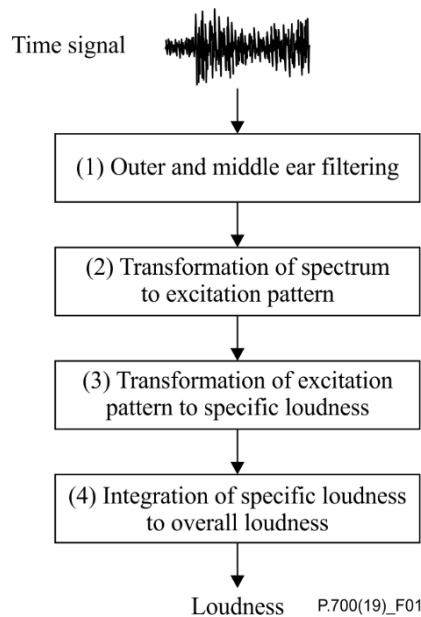 Time signal
(1) Outer and middle ear filtering
(2) Transformation of spectrum
to excitation pattern
(3) Transformation of excitation
pattern to specific loudness
(4) Integration of specific loudness
to overall loudness
Loudness
P.700(19)_F01